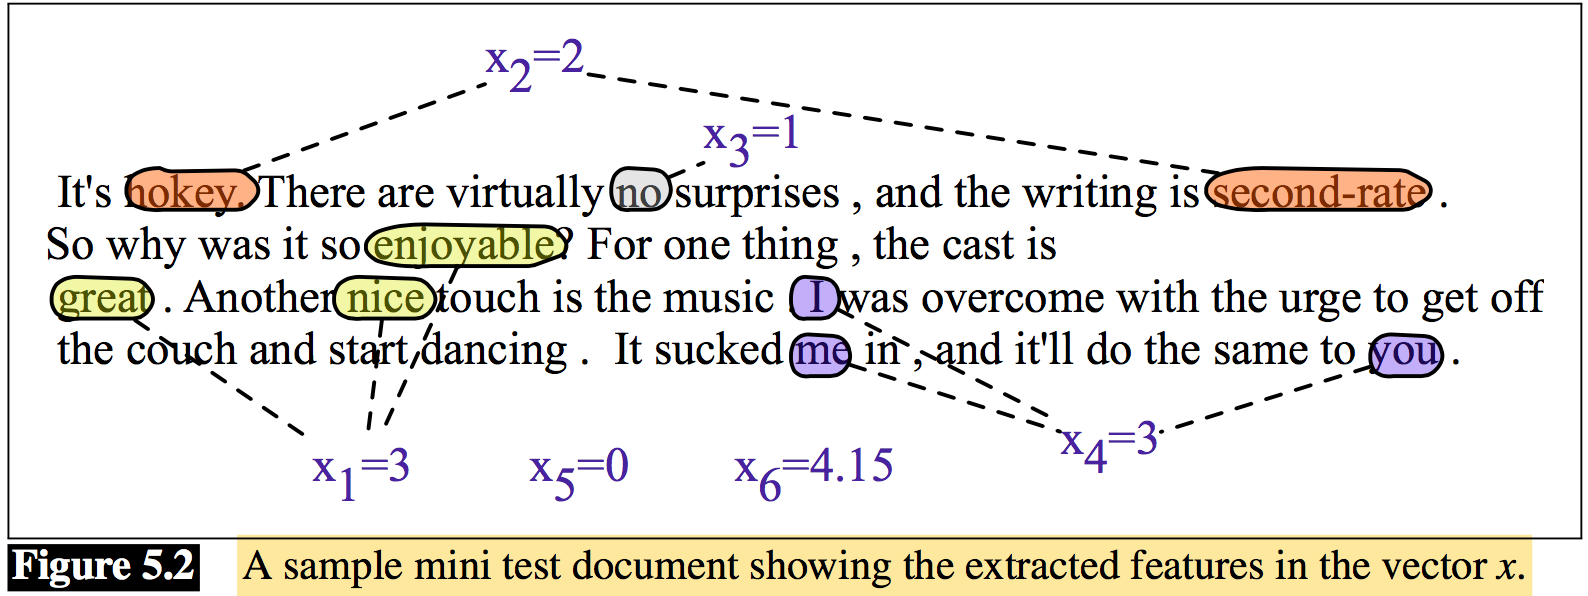 x2=2
x3=1
It's hokey. There are virtually no surprises , and the writing is second-rate .
So why was it so enjoyable? For one thing , the cast is
great . Another nice touch is the music . I was overcome with the urge to get off
the couch and start dancing . It sucked me in , and it'll do the same to you .
x4=3
x1=3 x5=0 x6=4.15
Figure 5.2 A sample mini test document showing the extracted features in the vector x.